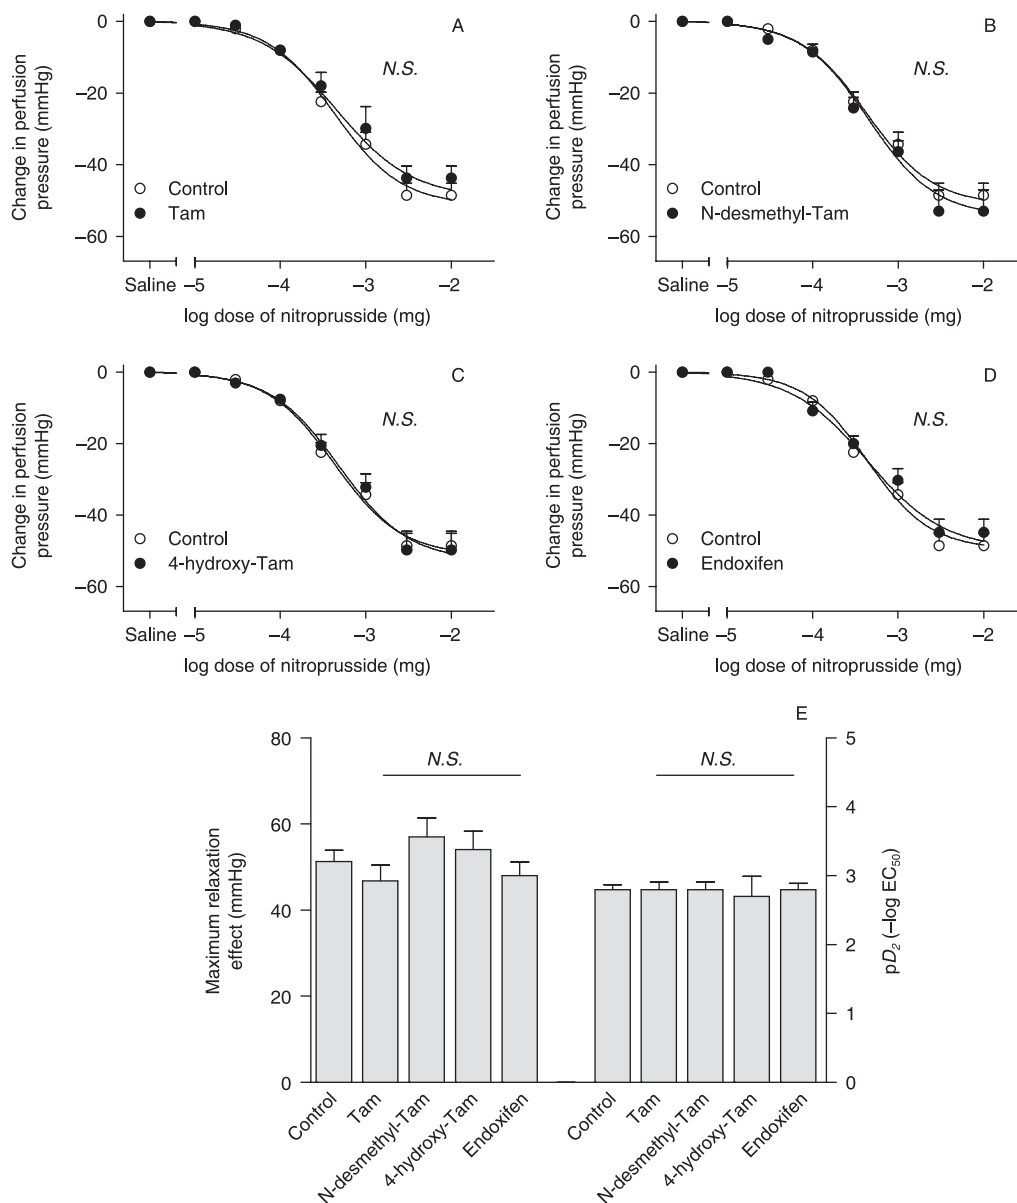 A
N.S.
Change in perfusion
pressure (mmHg)
−0
−20
−40
−60
Control
Tam
Saline −5 −4 −3 −2
log dose of nitroprusside (mg)
B
N.S.
Change in perfusion
pressure (mmHg)
−0
−20
−40
−60
Control
N-desmethyl-Tam
Saline −5 −4 −3 −2
log dose of nitroprusside (mg)
C
N.S.
Change in perfusion
pressure (mmHg)
0
−20
−40
−60
Control
4-hydroxy-Tam
Saline −5 −4 −3 −2
log dose of nitroprusside (mg)
D
N.S.
Change in perfusion
pressure (mmHg)
0
−20
−40
−60
Control
Endoxifen
Saline −5 −4 −3 −2
log dose of nitroprusside (mg)
E
N.S.
N.S.
Maximum relaxation
effect (mmHg)
80
60
40
20
0
5
4
3
2
1
0
pD2 (−log EC50)
Control
Tam
N-desmethyl-Tam
4-hydroxy-Tam
Endoxifen
Control
Tam
N-desmethyl-Tam
4-hydroxy-Tam
Endoxifen